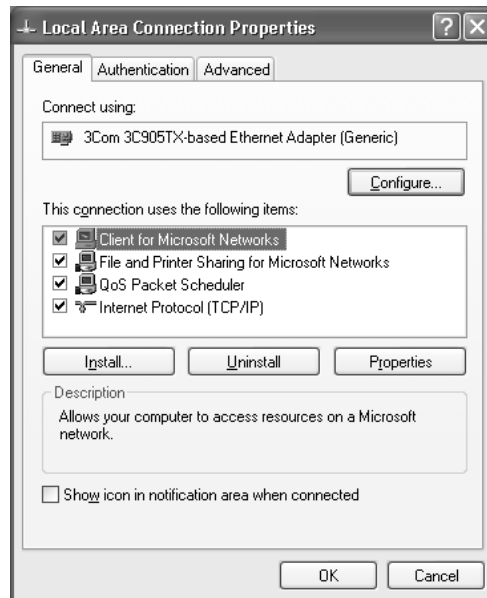 Local Area Connection Properties
General Authentication Advanced
Connect using:
3Com 3C905TX-based Ethernet Adapter (Generic)
Configure...
This connection uses the following items:
Client for Microsoft Networks
File and Printer Sharing for Microsoft Networks
QoS Packet Scheduler
Internet Protocol (TCP/IP)
Install... Uninstall Properties
Description
Allows your computer to access resources on a Microsoft
network.
Show icon in notification area when connected
OK Cancel